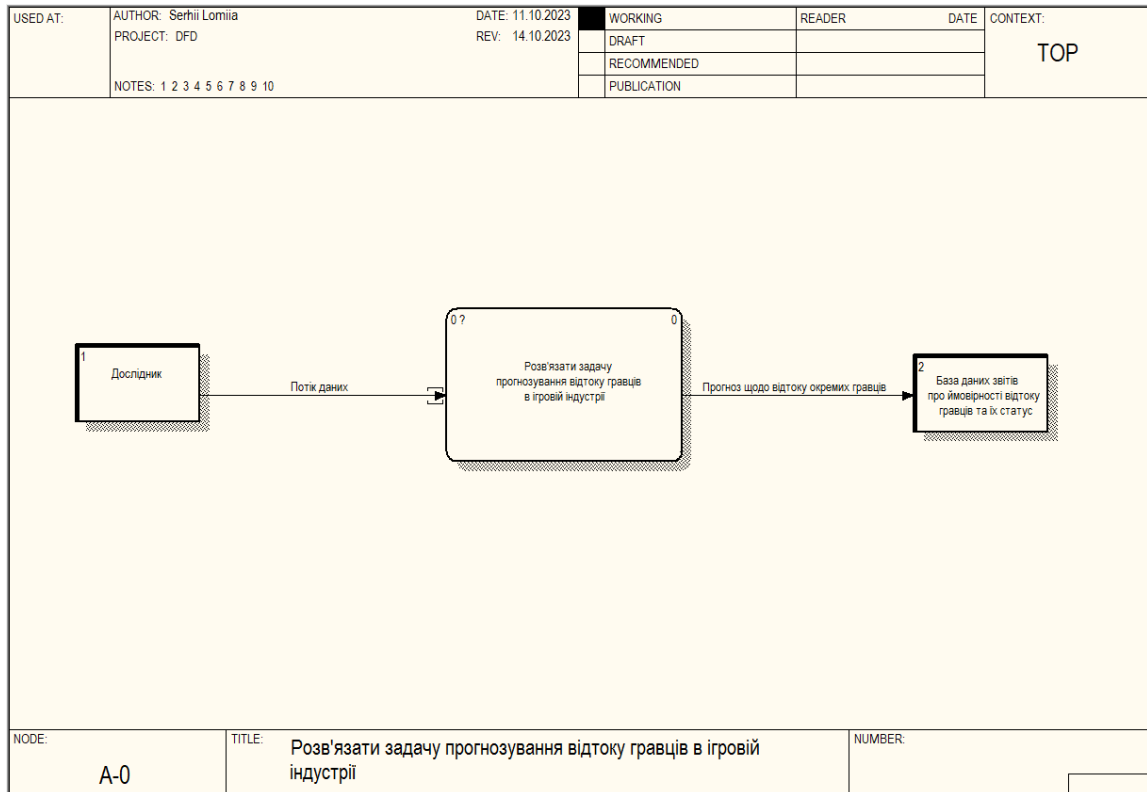 USED AT:
AUTHOR: Serhii Lomiia
DATE: 11.10.2023
PROJECT: DFD
REV: 14.10.2023
NOTES: 1 2 3 4 5 6 7 8 9 10
WORKING
DRAFT
RECOMMENDED
PUBLICATION
READER
DATE
CONTEXT:
TOP
1
Дослідник
Потік даних
0 ?
0
Розв'язати задачу
прогнозування відтоку гравців
в ігровій індустрії
Прогноз щодо відтоку окремих гравців
2
База даних звітів
про ймовірності відтоку
гравців та їх статус
NODE:
A-0
TITLE:
Розв'язати задачу прогнозування відтоку гравців в ігровій
індустрії
NUMBER: